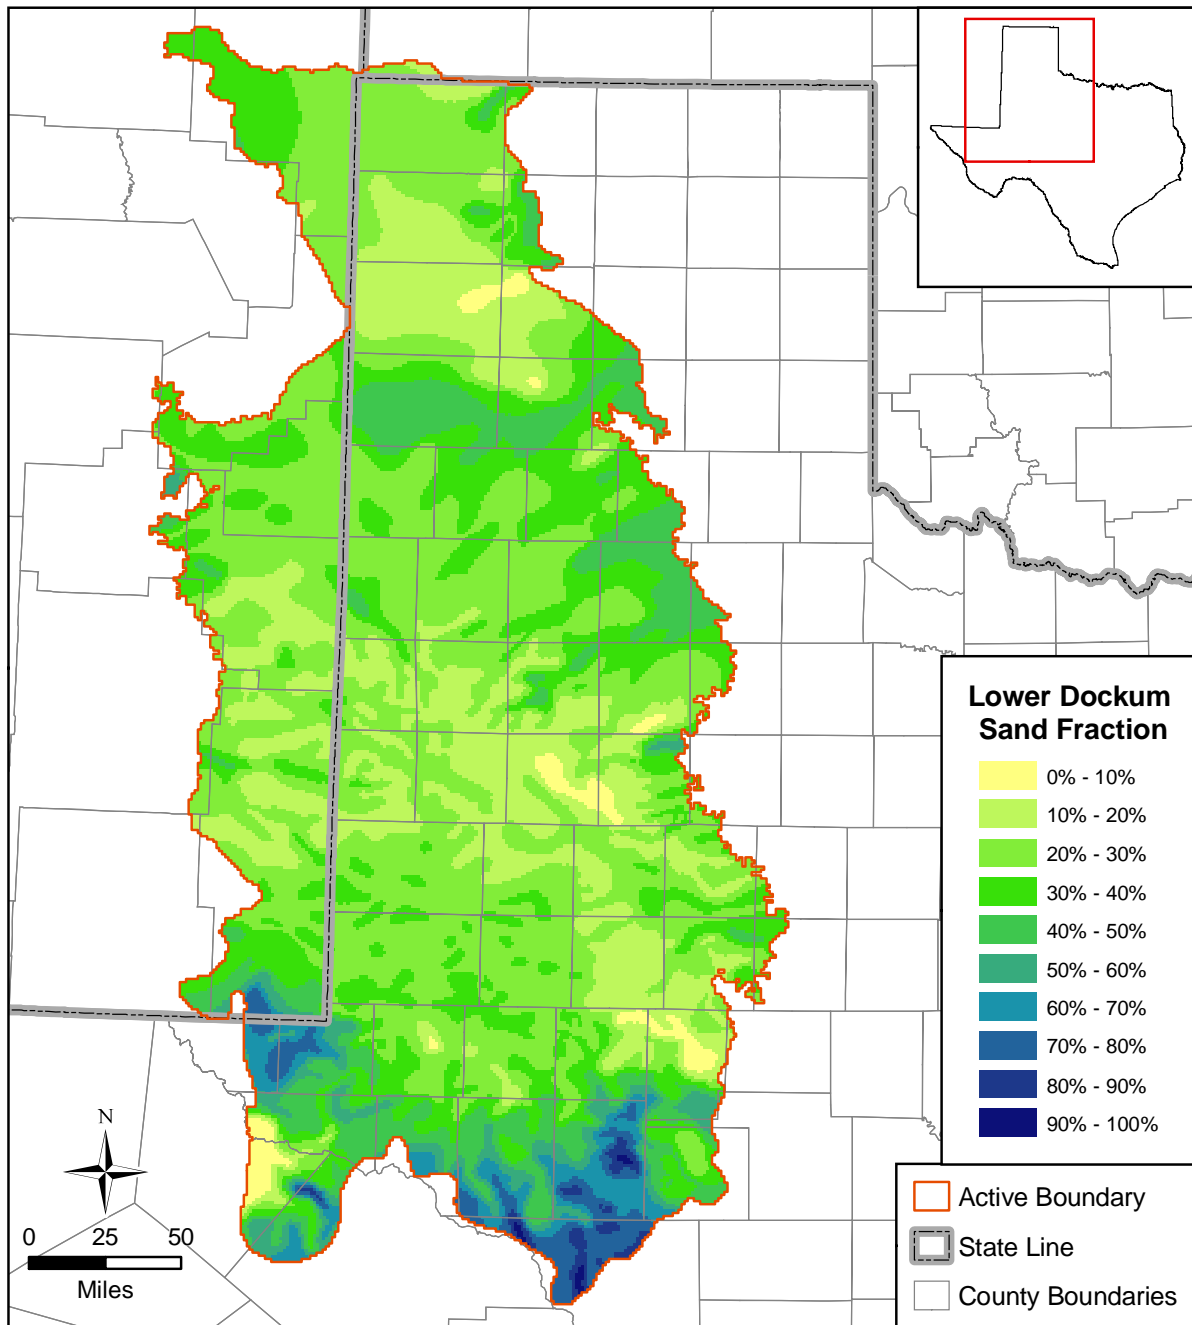 Lower Dockum
Sand Fraction
0% - 10%
10% - 20%
20% - 30%
30% - 40%
40% - 50%
50% - 60%
60% - 70%
70% - 80%
80% - 90%
90% - 100%
N
0 25 50
Miles
Active Boundary
State Line
County Boundaries